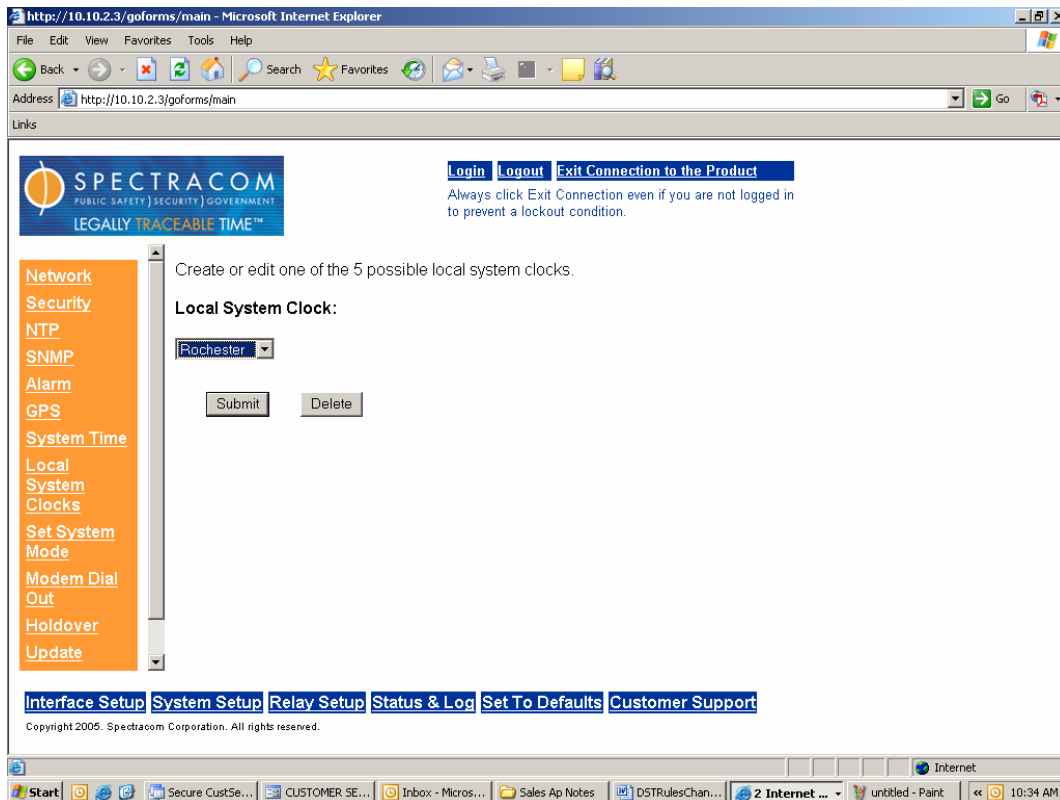 http://10.10.2.3/goforms/main - Microsoft Internet Explorer
File Edit View Favorites Tools Help
Back Search Favorites
Address http://10.10.2.3/goforms/main Go
Links
SPECTRACOM
PUBLIC SAFETY ) SECURITY ) GOVERNMENT
LEGALLY TRACEABLE TIME™
Login Logout Exit Connection to the Product
Always click Exit Connection even if you are not logged in
to prevent a lockout condition.
Network
Security
NTP
SNMP
Alarm
GPS
System Time
Local
System
Clocks
Set System
Mode
Modem Dial
Out
Holdover
Update
Create or edit one of the 5 possible local system clocks.
Local System Clock:
Rochester
Submit Delete
Interface Setup System Setup Relay Setup Status & Log Set To Defaults Customer Support
Copyright 2005. Spectracom Corporation. All rights reserved.
Internet
Start Secure CustSe... CUSTOMER SE... Inbox - Micros... Sales Ap Notes DSTRulesChan... 2 Internet ... untitled - Paint « 10:34 AM